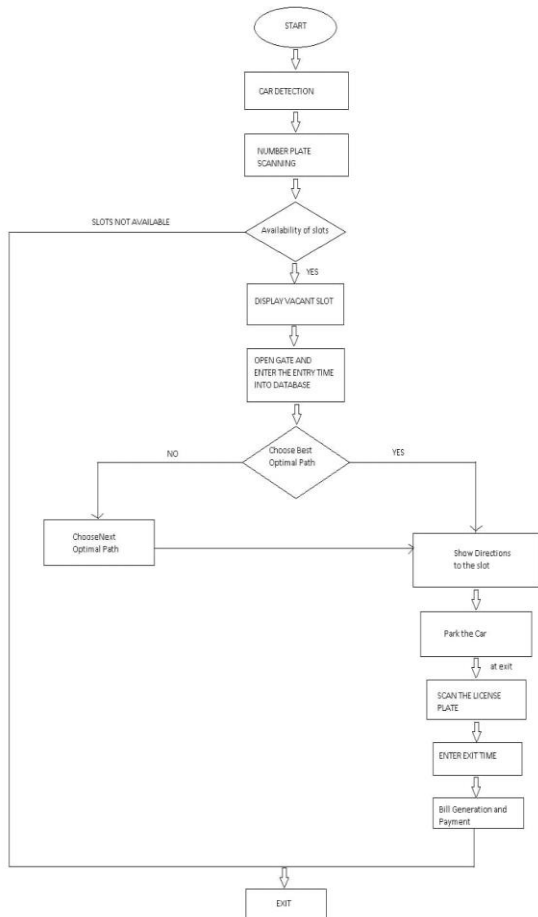 START
CAR DETECTION
NUMBER PLATE
SCANNING
SLOTS NOT AVAILABLE
Availability of slots
YES
DISPLAY VACANT SLOT
OPEN GATE AND
ENTER THE ENTRY TIME
INTO DATABASE
Choose Best
Optimal Path
NO
YES
ChooseNext
Optimal Path
Show Directions
to the slot
Park the Car
at exit
SCAN THE LICENSE
PLATE
ENTER EXIT TIME
Bill Generation and
Payment
EXIT